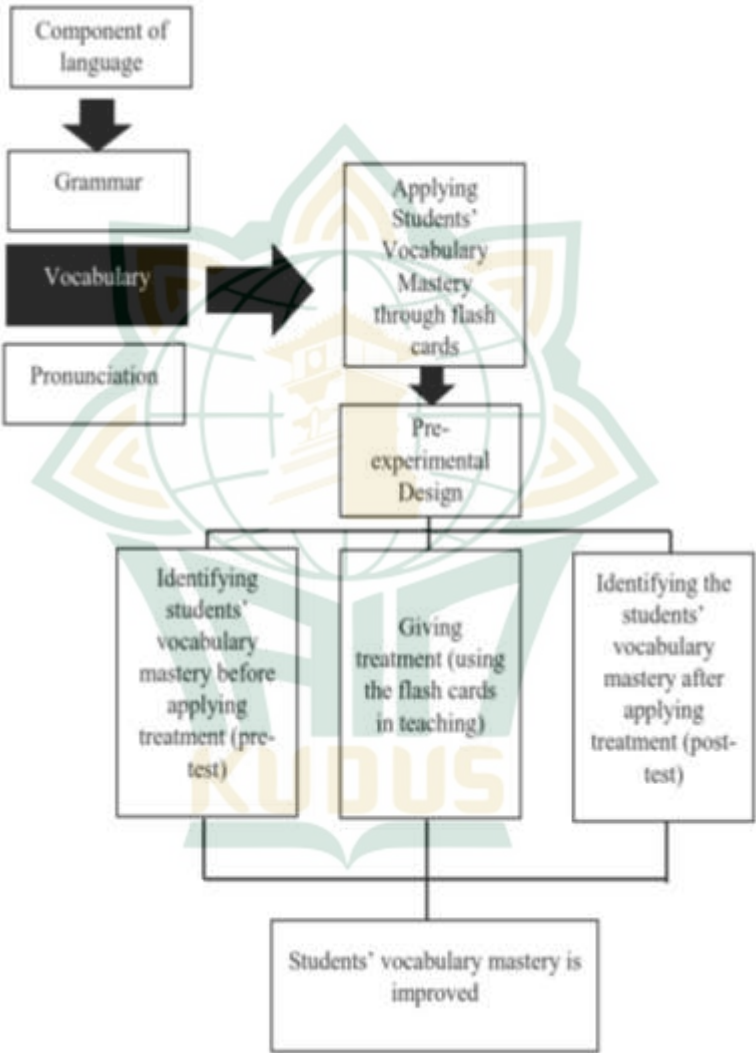 Component of
language
Grammar
Vocabulary
Pronunciation
Applying
Students’
Vocabulary
Mastery
through flash
cards
Pre-
experimental
Design
Identifying
students’
vocabulary
mastery before
applying
treatment (pre-
test)
Giving
treatment (using
the flash cards
in teaching)
Identifying the
students’
vocabulary
mastery after
applying
treatment (post-
test)
KUDUS
Students’ vocabulary mastery is
improved